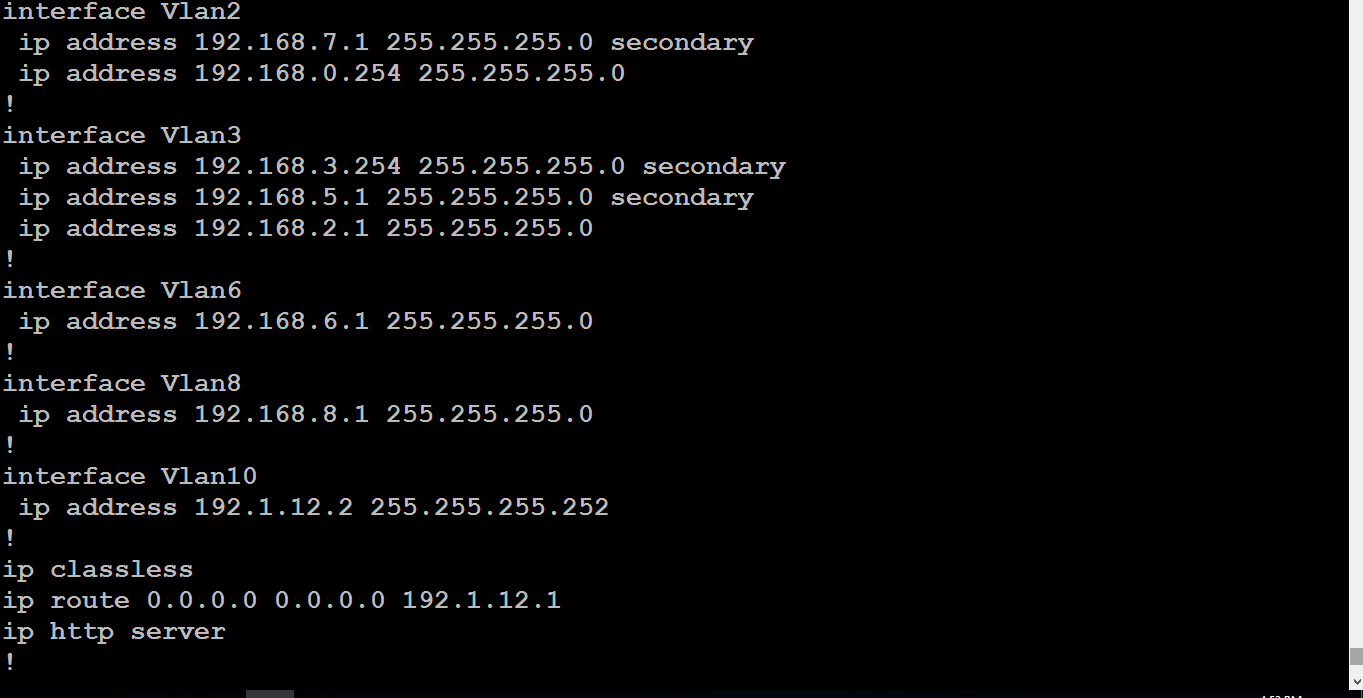 interface Vlan2
 ip address 192.168.7.1 255.255.255.0 secondary
 ip address 192.168.0.254 255.255.255.0
!
interface Vlan3
 ip address 192.168.3.254 255.255.255.0 secondary
 ip address 192.168.5.1 255.255.255.0 secondary
 ip address 192.168.2.1 255.255.255.0
!
interface Vlan6
 ip address 192.168.6.1 255.255.255.0
!
interface Vlan8
 ip address 192.168.8.1 255.255.255.0
!
interface Vlan10
 ip address 192.1.12.2 255.255.255.252
!
ip classless
ip route 0.0.0.0 0.0.0.0 192.1.12.1
ip http server
!